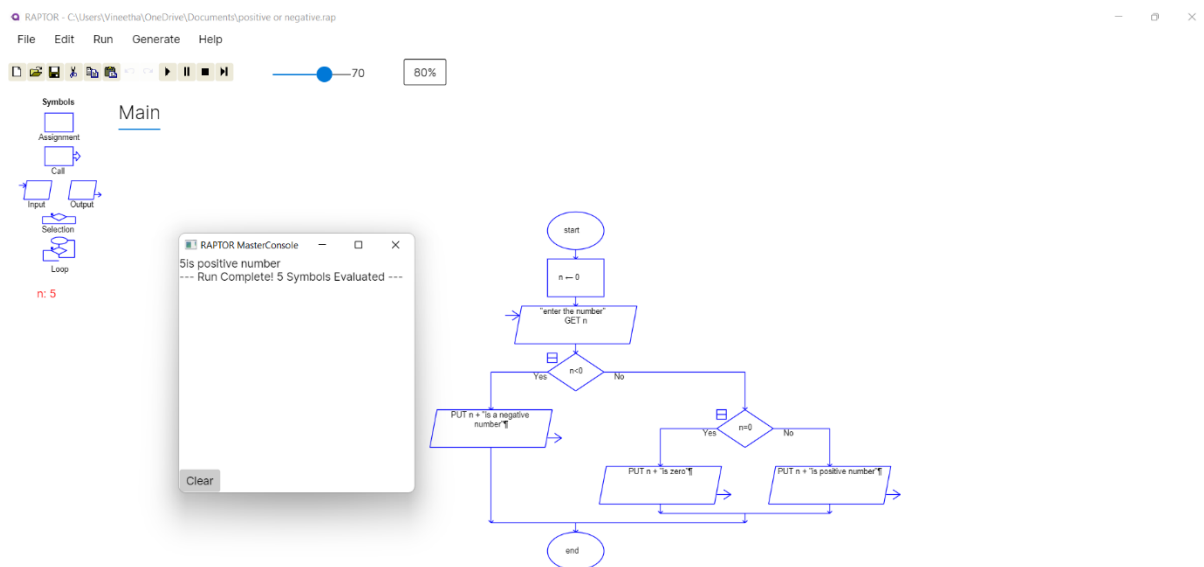 RAPTOR - C:\Users\Vineetha\OneDrive\Documents\positive or negative.rap
File Edit Run Generate Help
70
80%
Symbols
Assignment
Call
Input Output
Selection
Loop
n: 5
Main
RAPTOR MasterConsole
5is positive number
--- Run Complete! 5 Symbols Evaluated ---
Clear
start
n ← 0
"enter the number"
GET n
n<0
Yes No
PUT n + "is a negative
number"¶
n=0
Yes No
PUT n + "is zero"¶
PUT n + "is positive number"¶
end